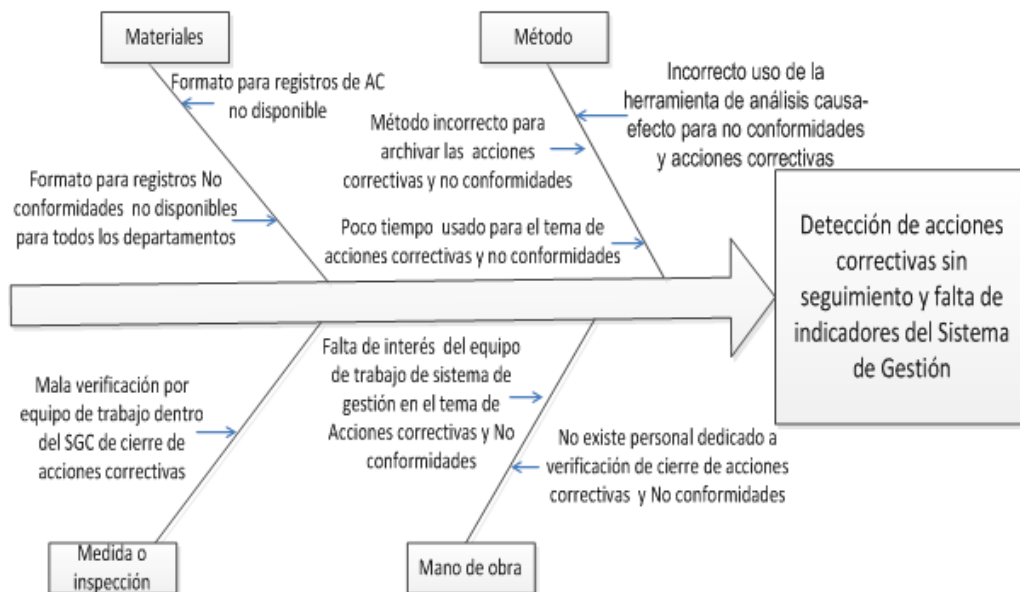 Materiales
Método
Formato para registros de AC
no disponible
Formato para registros No
conformidades no disponibles
para todos los departamentos
Incorrecto uso de la
herramienta de análisis causa-
efecto para no conformidades
y acciones correctivas
Método incorrecto para
archivar las acciones
correctivas y no conformidades
Poco tiempo usado para el tema de
acciones correctivas y no conformidades
Detección de acciones
correctivas sin
seguimiento y falta de
indicadores del Sistema
de Gestión
Mala verificación por
equipo de trabajo dentro
del SGC de cierre de
acciones correctivas
Falta de interés del equipo
de trabajo de sistema de
gestión en el tema de
Acciones correctivas y No
conformidades
No existe personal dedicado a
verificación de cierre de acciones
correctivas y No conformidades
Medida o
inspección
Mano de obra